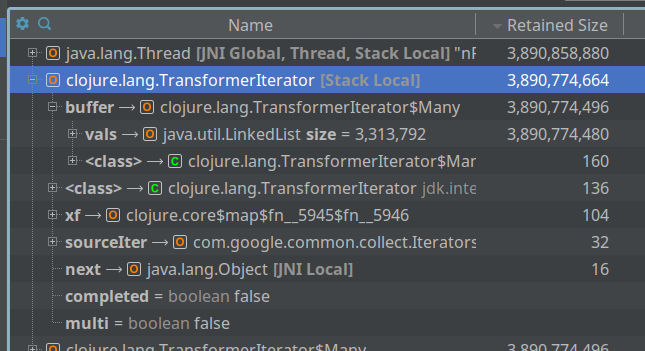 Name Retained Size
java.lang.Thread [JNI Global, Thread, Stack Local] "nF 3,890,858,880
clojure.lang.TransformerIterator [Stack Local] 3,890,774,664
buffer → clojure.lang.TransformerIterator$Many 3,890,774,496
vals → java.util.LinkedList size = 3,313,792 3,890,774,480
<class> → clojure.lang.TransformerIterator$Mar 160
<class> → clojure.lang.TransformerIterator jdk.inte 136
xf → clojure.core$map$fn__5945$fn__5946 104
sourceIter → com.google.common.collect.Iterators 32
next → java.lang.Object [JNI Local] 16
completed = boolean false
multi = boolean false
clojure.lang.TransformerIterator$Many 3,890,774,496